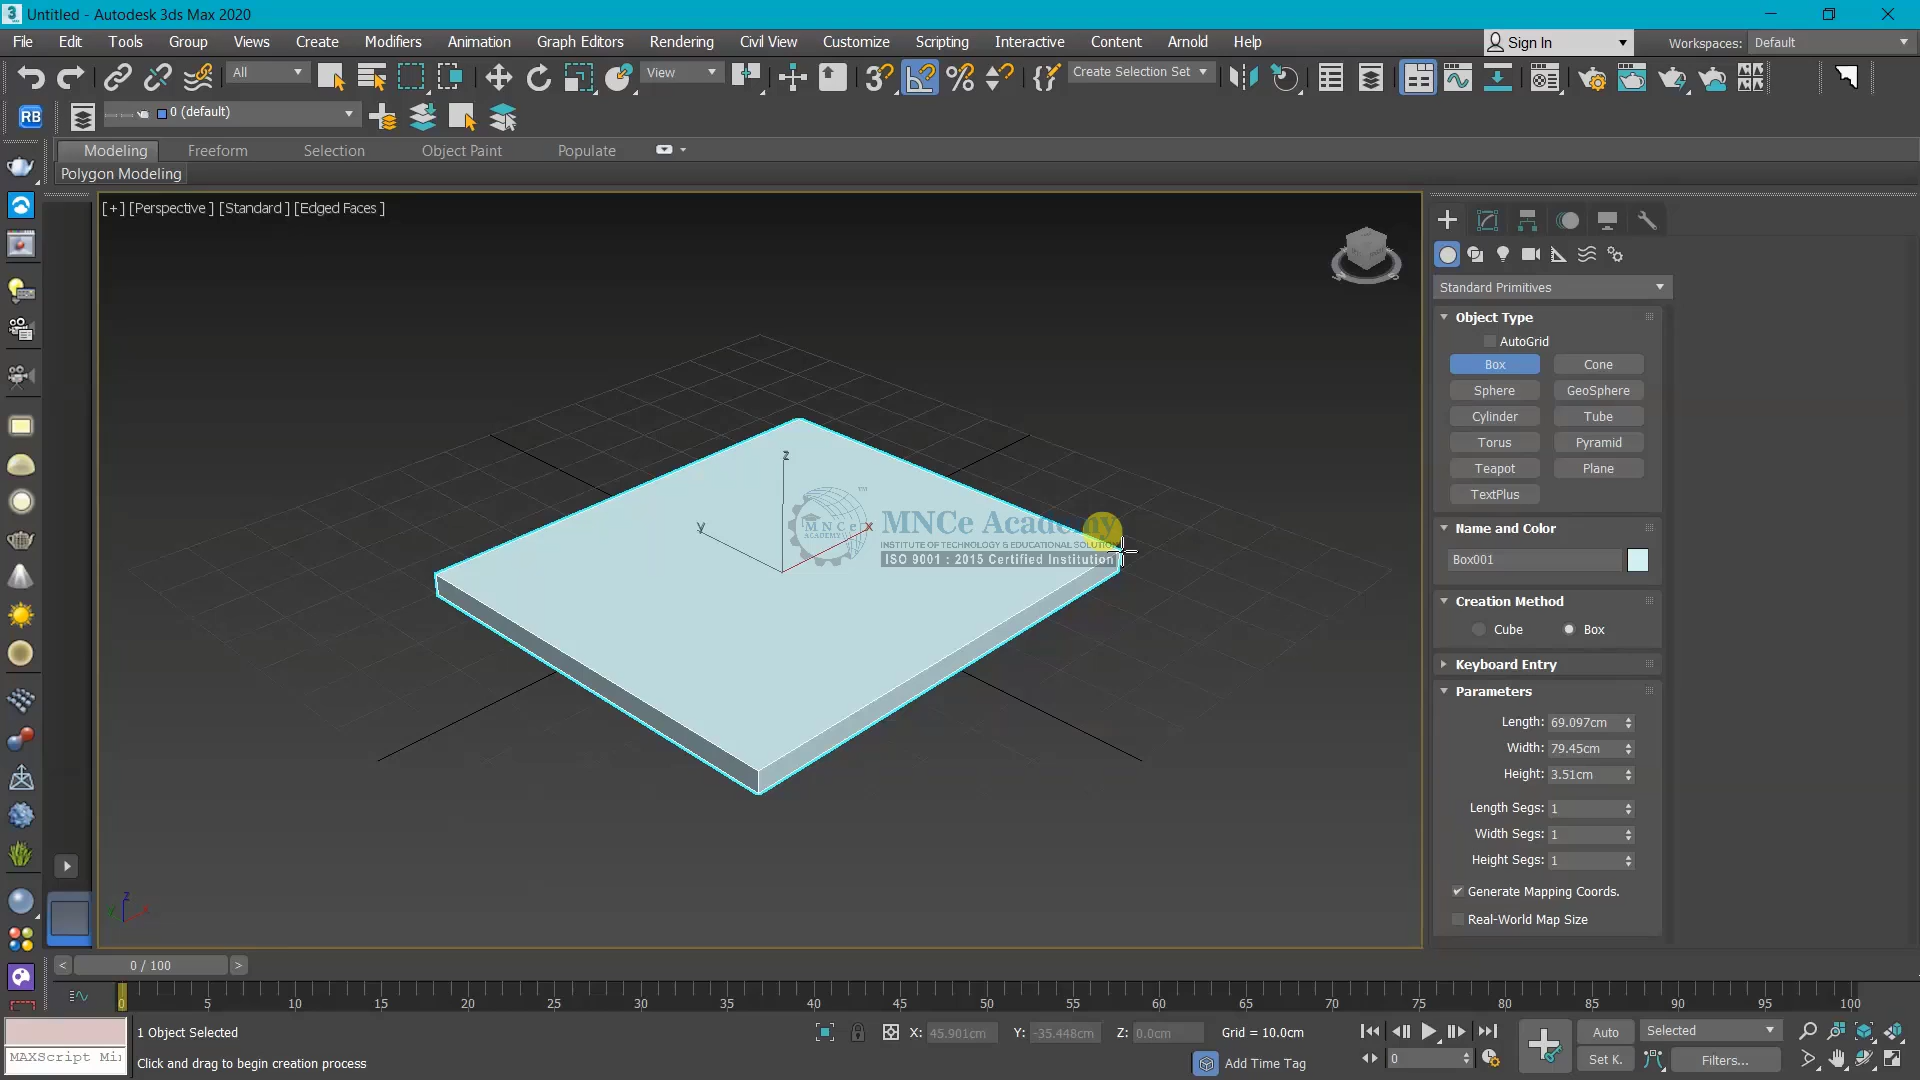 Untitled - Autodesk 3ds Max 2020
File Edit Tools Group Views Create Modifiers Animation Graph Editors Rendering Civil View Customize Scripting Interactive Content Arnold Help Sign In Workspaces: Default
All View Create Selection Set
RB 0 (default)
Modeling Freeform Selection Object Paint Populate
Polygon Modeling
[+] [Perspective ] [Standard ] [Edged Faces ]
Standard Primitives
Object Type
AutoGrid
Box Cone
Sphere GeoSphere
Cylinder Tube
Torus Pyramid
Teapot Plane
TextPlus
z
y
x
MNCe
ACADEMY
TM
MNCe Academy
INSTITUTE OF TECHNOLOGY & EDUCATIONAL SOLUTION
ISO 9001 : 2015 Certified Institution
Name and Color
Box001
Creation Method
Cube Box
Keyboard Entry
Parameters
Length: 69.097cm
Width: 79.45cm
Height: 3.51cm
Length Segs: 1
Width Segs: 1
Height Segs: 1
Generate Mapping Coords.
Real-World Map Size
z
y x
< 0 / 100 >
0 5 10 15 20 25 30 35 40 45 50 55 60 65 70 75 80 85 90 95 100
1 Object Selected X: 45.901cm Y: -35.448cm Z: 0.0cm Grid = 10.0cm Auto Selected
MAXScript Mi Click and drag to begin creation process Add Time Tag 0 Set K. Filters...